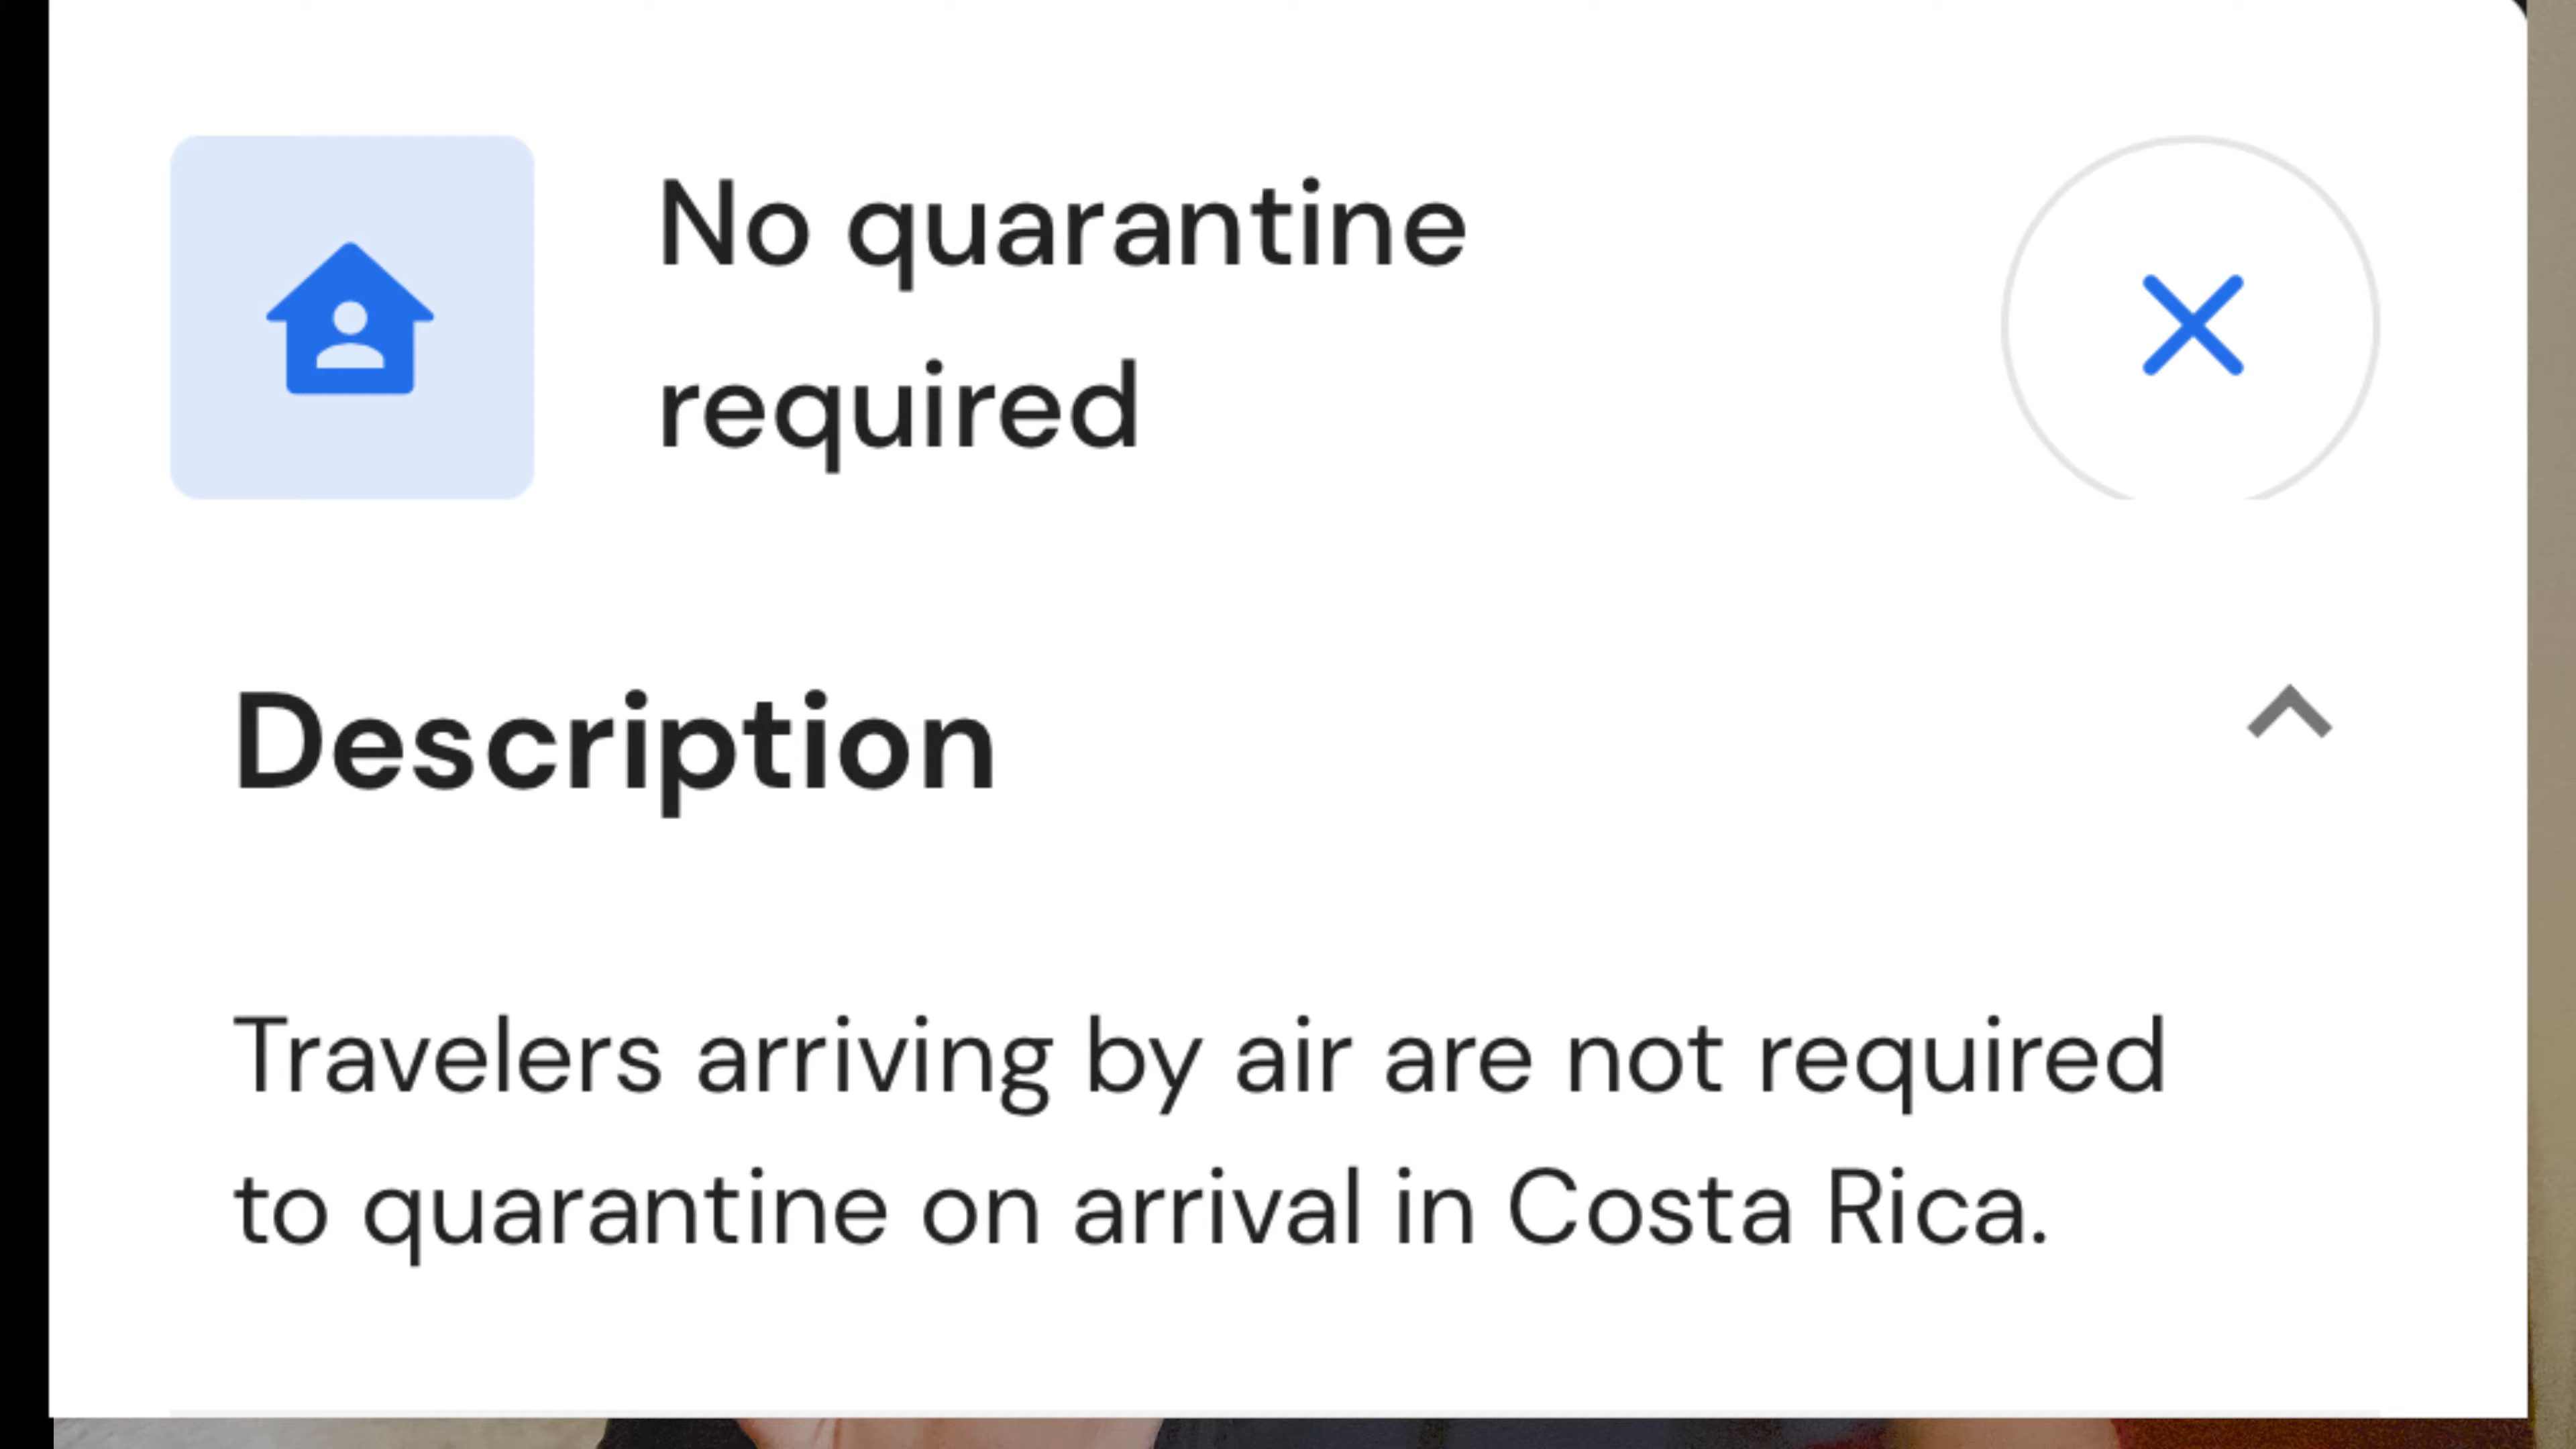 No quarantine
required
Description
Travelers arriving by air are not required
to quarantine on arrival in Costa Rica.